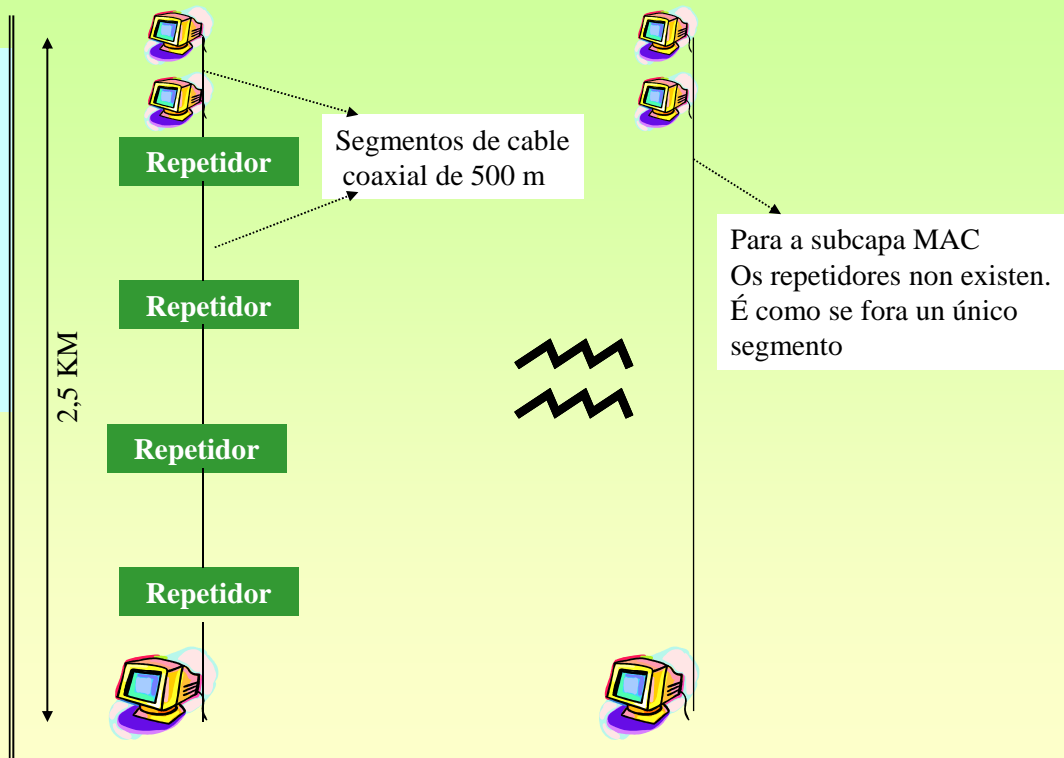 Repetidor
Segmentos de cable
coaxial de 500 m
Repetidor
2,5 KM
Repetidor
Repetidor
Para a subcapa MAC
Os repetidores non existen.
É como se fora un único
segmento